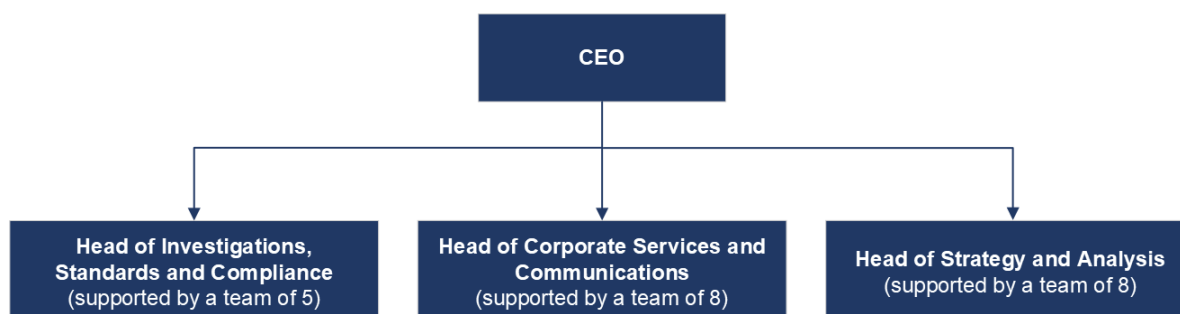 CEO
Head of Investigations,
Standards and Compliance
(supported by a team of 5)
Head of Corporate Services and
Communications
(supported by a team of 8)
Head of Strategy and Analysis
(supported by a team of 8)